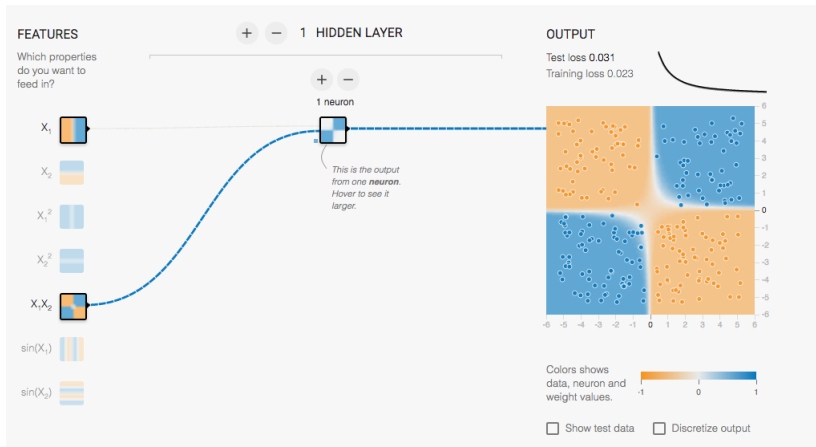 FEATURES
Which properties
do you want to
feed in?
X₁
X₂
X₁²
X₂²
X₁X₂
sin(X₁)
sin(X₂)
+ − 1 HIDDEN LAYER
+ −
1 neuron
This is the output
from one neuron.
Hover to see it
larger.
OUTPUT
Test loss 0.031
Training loss 0.023
6
5
4
3
2
1
0
-1
-2
-3
-4
-5
-6
-6 -5 -4 -3 -2 -1 0 1 2 3 4 5 6
Colors shows
data, neuron and
weight values.
-1 0 1
Show test data Discretize output